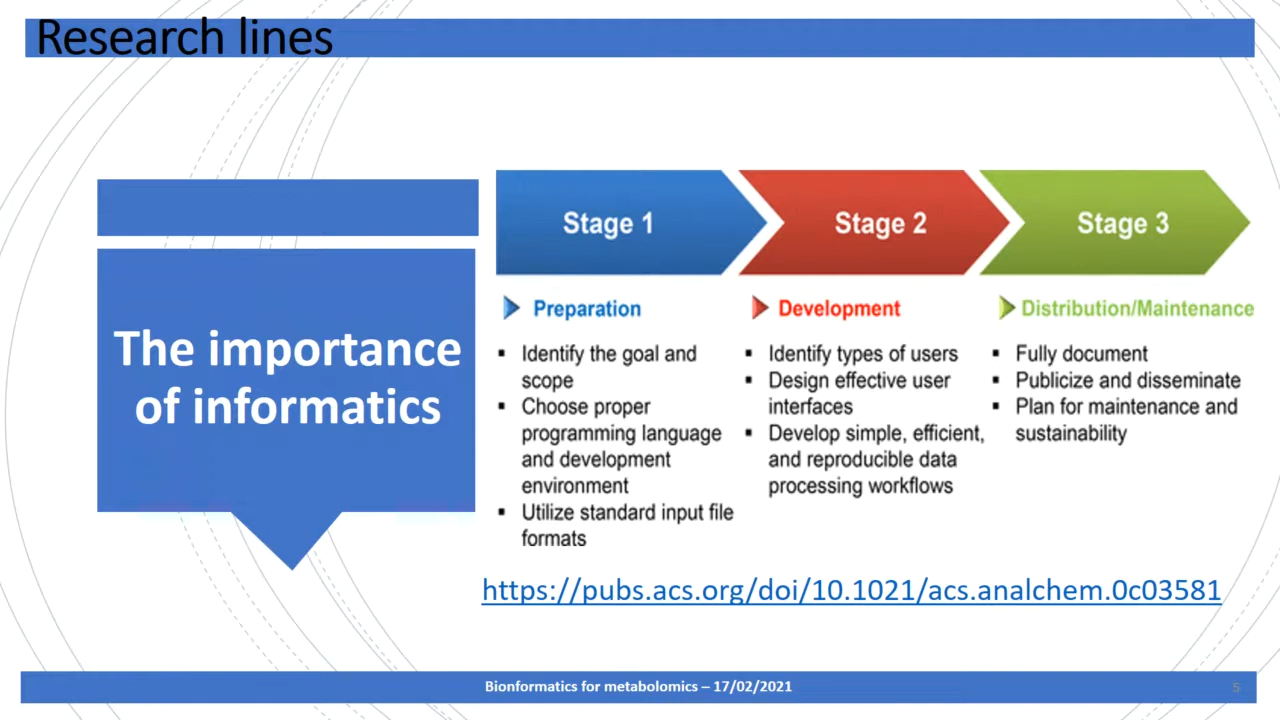 Research lines
The importance
of informatics
Stage 1
Stage 2
Stage 3
Preparation
Identify the goal and
scope
Choose proper
programming language
and development
environment
Utilize standard input file
formats
Development
Identify types of users
Design effective user
interfaces
Develop simple, efficient,
and reproducible data
processing workflows
Distribution/Maintenance
Fully document
Publicize and disseminate
Plan for maintenance and
sustainability
https://pubs.acs.org/doi/10.1021/acs.analchem.0c03581
Bionformatics for metabolomics – 17/02/2021
5